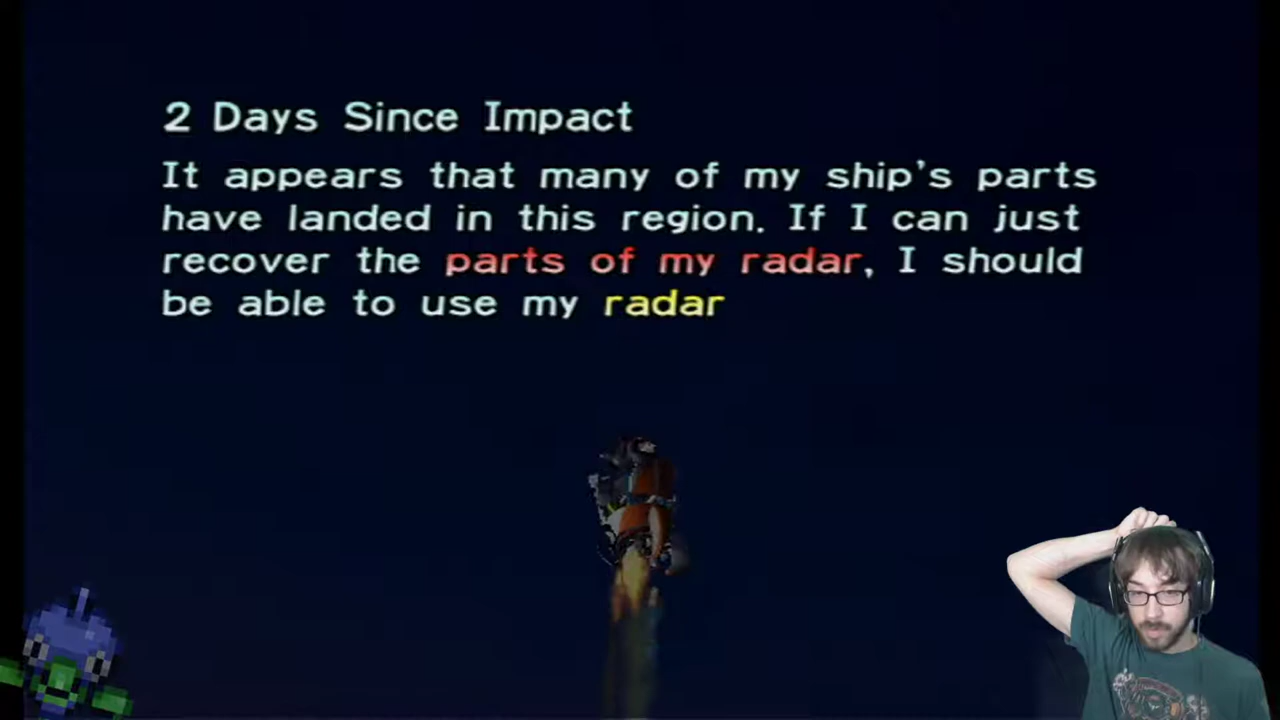 2 Days Since Impact
It appears that many of my ship's parts
have landed in this region. If I can just
recover the parts of my radar, I should
be able to use my radar